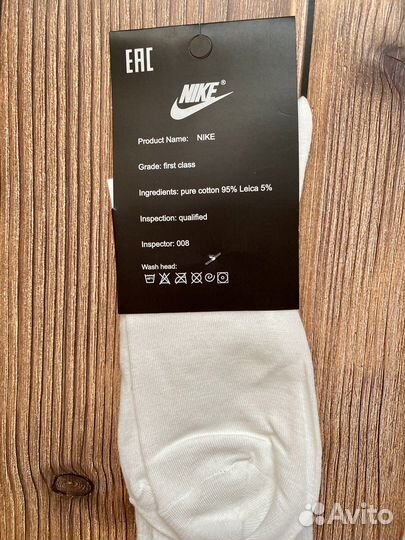 EAC
NIKE ®
Product Name: NIKE
Grade: first class
Ingredients: pure cotton 95% Leica 5%
Inspection: qualified
Inspector: 008
Wash head:
Avito